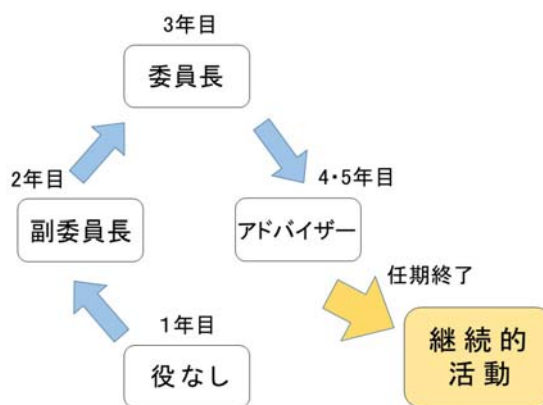 3年目
委員長
2年目
副委員長
4・5年目
アドバイザー
1年目
役なし
任期終了
継続的
活動